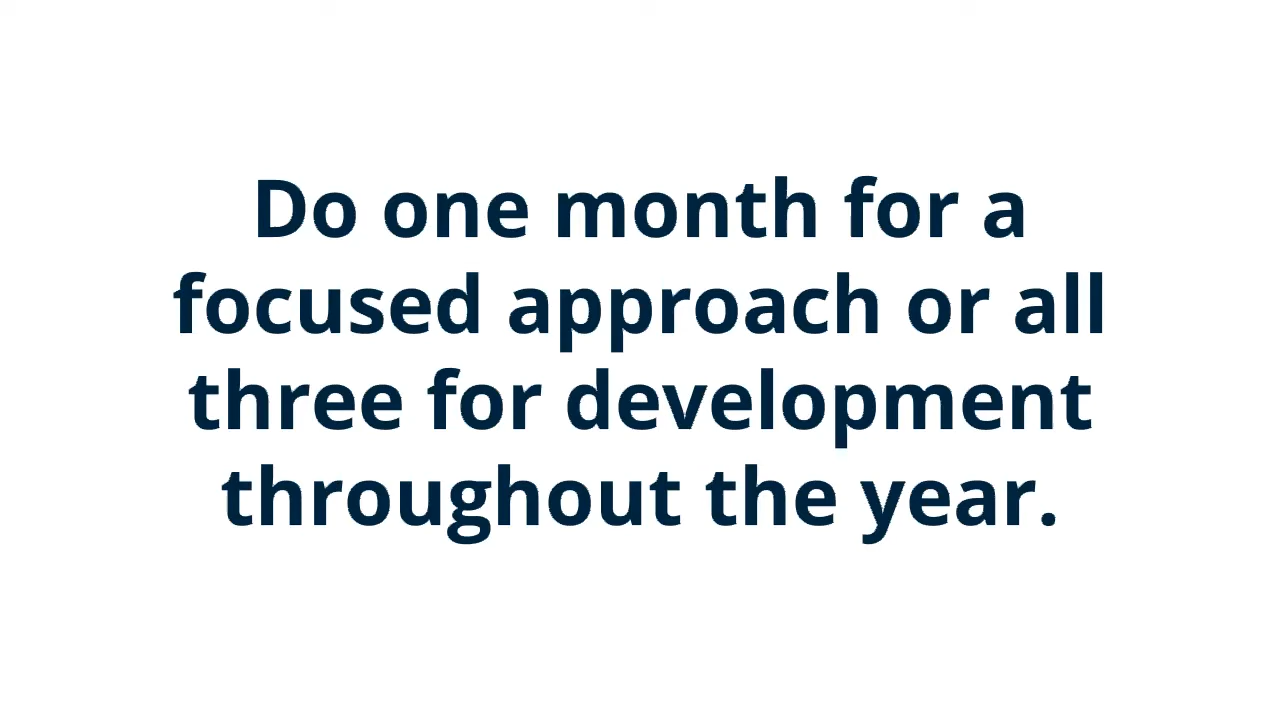 Do one month for a
focused approach or all
three for development
throughout the year.